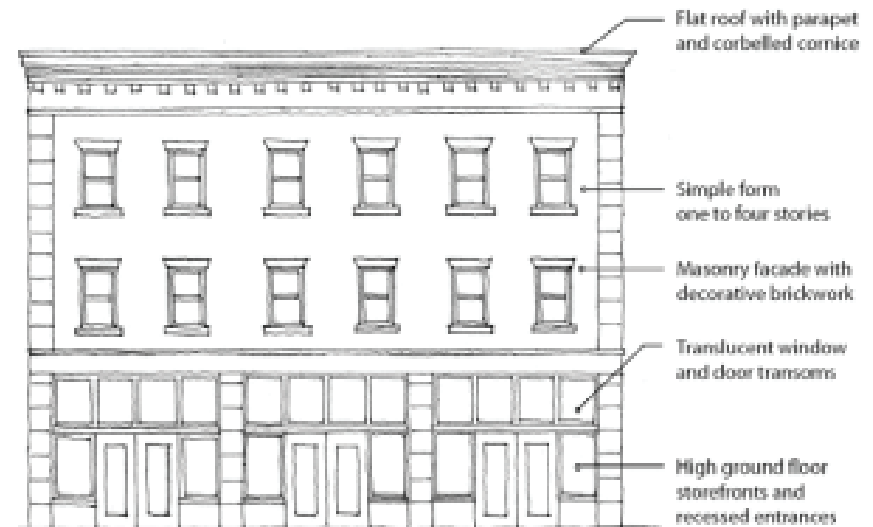 Flat roof with parapet
and corbelled cornice
Simple form
one to four stories
Masonry facade with
decorative brickwork
Translucent window
and door transoms
High ground floor
storefronts and
recessed entrances